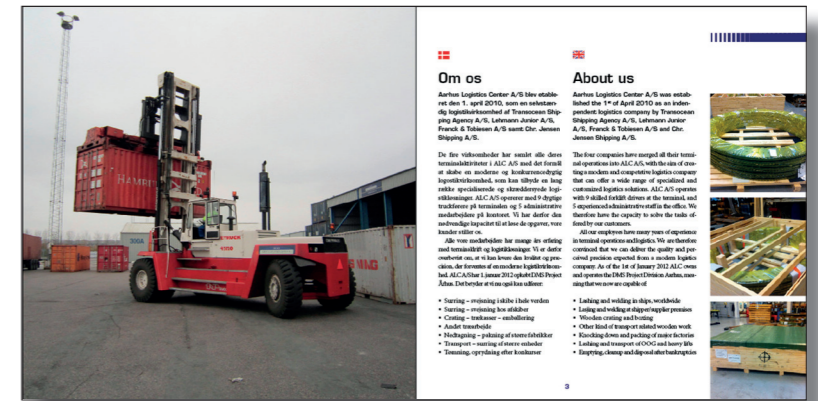 HAMBU
300A
Om os
Aarhus Logistics Center A/S blev etable-
ret den 1. april 2010, som en selvstæn-
dig logistikvirksomhed af Transocean Ship-
ping Agency A/S, Lehmann Junior A/S,
Franck & Tobiesen A/S samt Chr. Jensen
Shipping A/S.
De fire virksomheder har samlet alle deres
terminalaktiviteter i ALC A/S med det formål
at skabe en moderne og konkurrencedygtig
logistikvirksomhed, som kan tilbyde en lang
række specialiserede og skræddersyede logi-
stikløsninger. ALC A/S opererer med 9 dygtige
truckførere på terminalen og 5 administrative
medarbejdere på kontoret. Vi har derfor den
nødvendige kapacitet til at løse de opgaver, vore
kunder stiller os.
Alle vore medarbejdere har mange års erfaring
med terminaldrift og logistikløsninger. Vi er derfor
overbevist om, at vi kan levere den kvalitet og præ-
cision, der forventes af en moderne logistikvirksom-
hed. ALC A/S har 1. januar 2012 opkøbt DMS Project
Århus. Det betyder at vi nu også kan udføre:
• Surring – svejsning i skibe i hele verden
• Surring – svejsning hos afskiber
• Crating – trækasser – emballering
• Andet træarbejde
• Nedtagning – pakning af større fabrikker
• Transport – surring af større enheder
• Tømning, oprydning efter konkurser
About us
Aarhus Logistics Center A/S was estab-
lished the 1st of April 2010 as an inden-
pendent logistics company by Transocean
Shipping Agency A/S, Lehmann Junior
A/S, Franck & Tobiesen A/S and Chr.
Jensen Shipping A/S.
The four companies have merged all their termi-
nal operations into ALC A/S, with the aim of crea-
ting a modern and competetive logistics company
that can offer a wide range of specialized and
customized logistics solutions. ALC A/S operates
with 9 skilled forklift drivers at the terminal, and
5 experienced administrative staff in the office. We
therefore have the capacity to solve the tasks of-
fered by our customers.
All our employees have many years of experience
in terminal operations and logistics. We are therefore
convinced that we can deliver the quality and per-
ceived precision expected from a modern logistics
company. As of the 1st of January 2012 ALC owns
and operates the DMS Project Division Aarhus, mea-
ning that we now are capable of:
• Lashing and welding in ships, worldwide
• Lasjing and welding at shipper/supplier premises
• Wooden crating and boxing
• Other kind of transport related wooden work
• Knocking down and packing of major factories
• Lashing and transport of OOG and heavy lifts
• Emptying, cleanup and disposal after bankruptcies
3